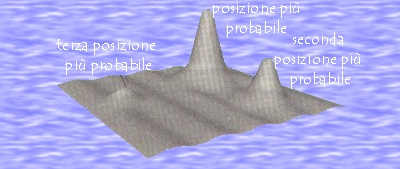 posizione più
probabile
seconda
posizione più
probabile
terza posizione
più probabile